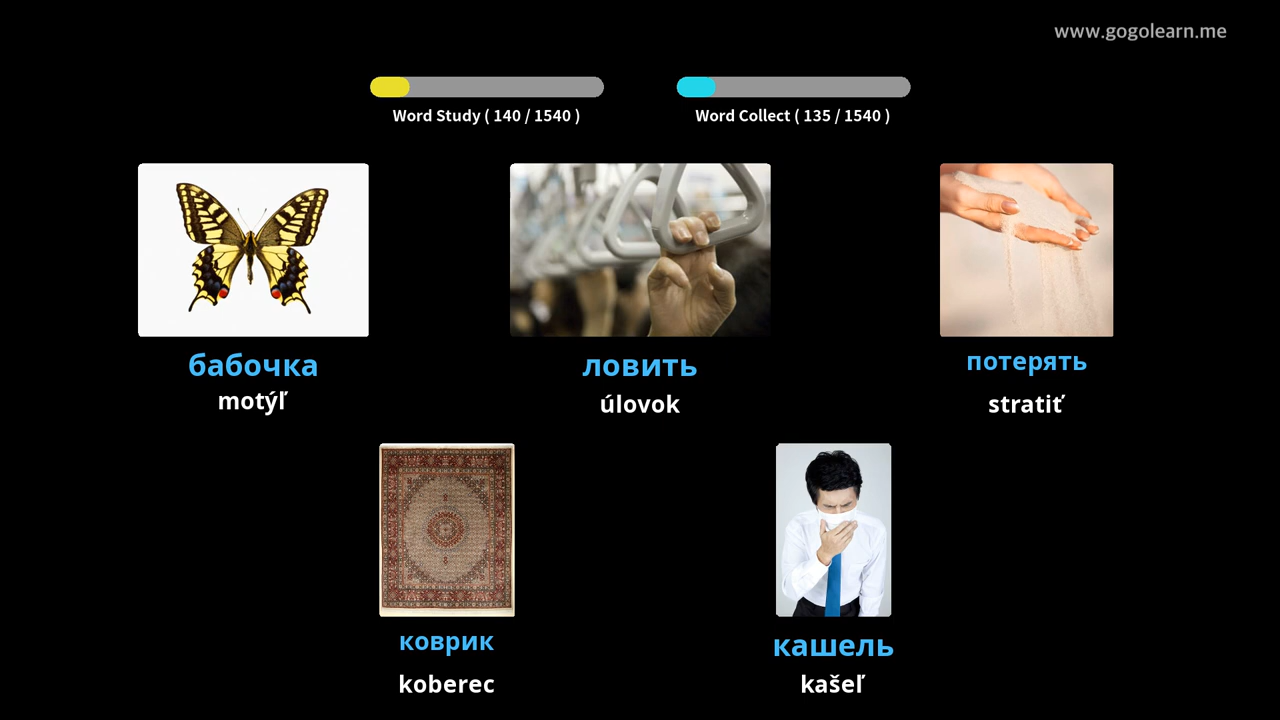 www.gogolearn.me
Word Study ( 140 / 1540 )
Word Collect ( 135 / 1540 )
бабочка
motýľ
ловить
úlovok
потерять
stratiť
коврик
koberec
кашель
kašeľ